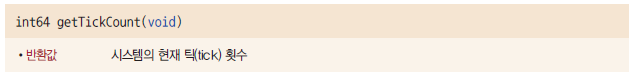 int64 getTickCount(void)
• 반환값 시스템의 현재 틱(tick) 횟수